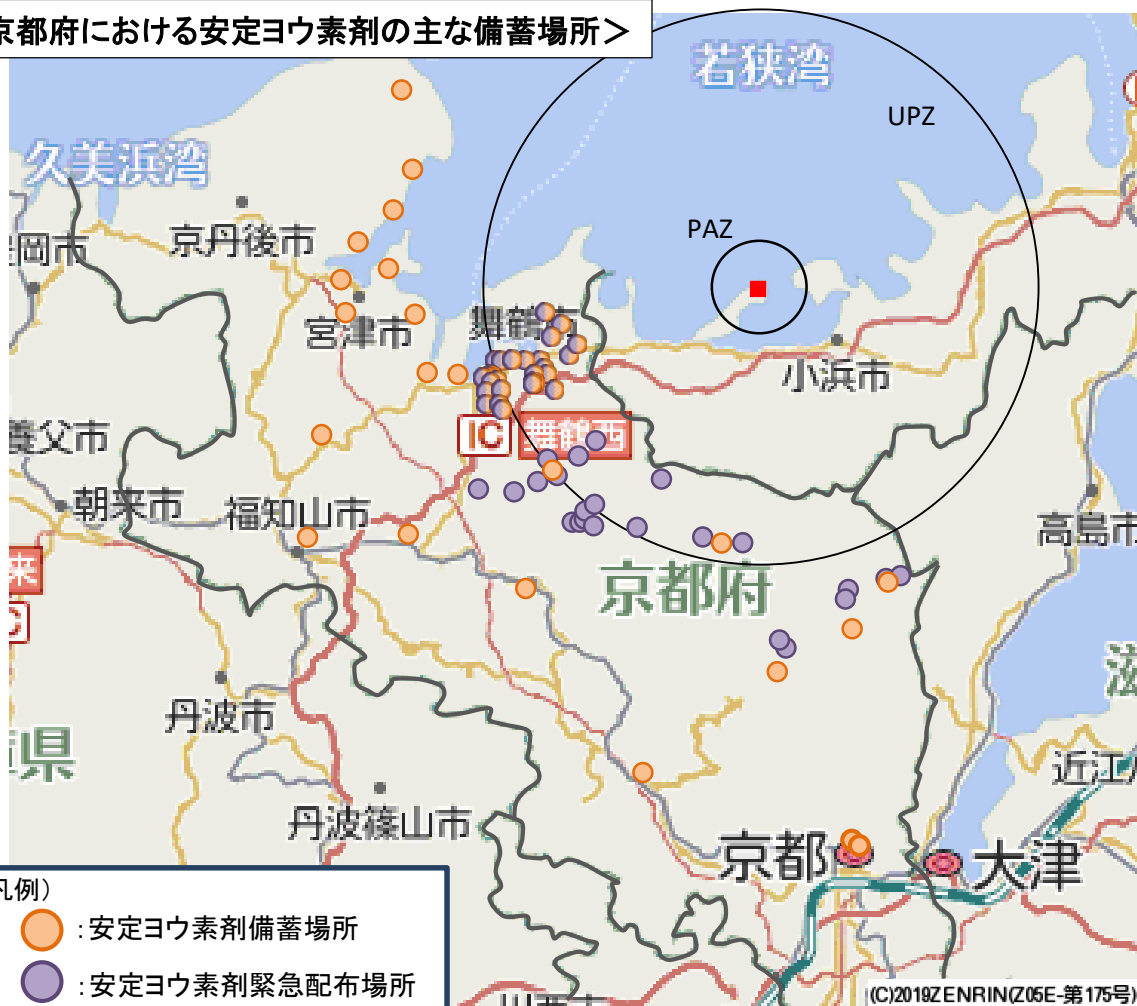 京都府における安定ヨウ素剤の主な備蓄場所＞
若狭湾
UPZ
久美浜湾
PAZ
京丹後市
岡市
舞鶴市
宮津市
小浜市
IC 舞鶴西
養父市
朝来市
福知山市
高島市
来
京都府
滋
丹波市
県
近江
丹波篠山市
京都
大津
凡例）
：安定ヨウ素剤備蓄場所
：安定ヨウ素剤緊急配布場所
(C)2019ZENRIN(Z05E-第175号)